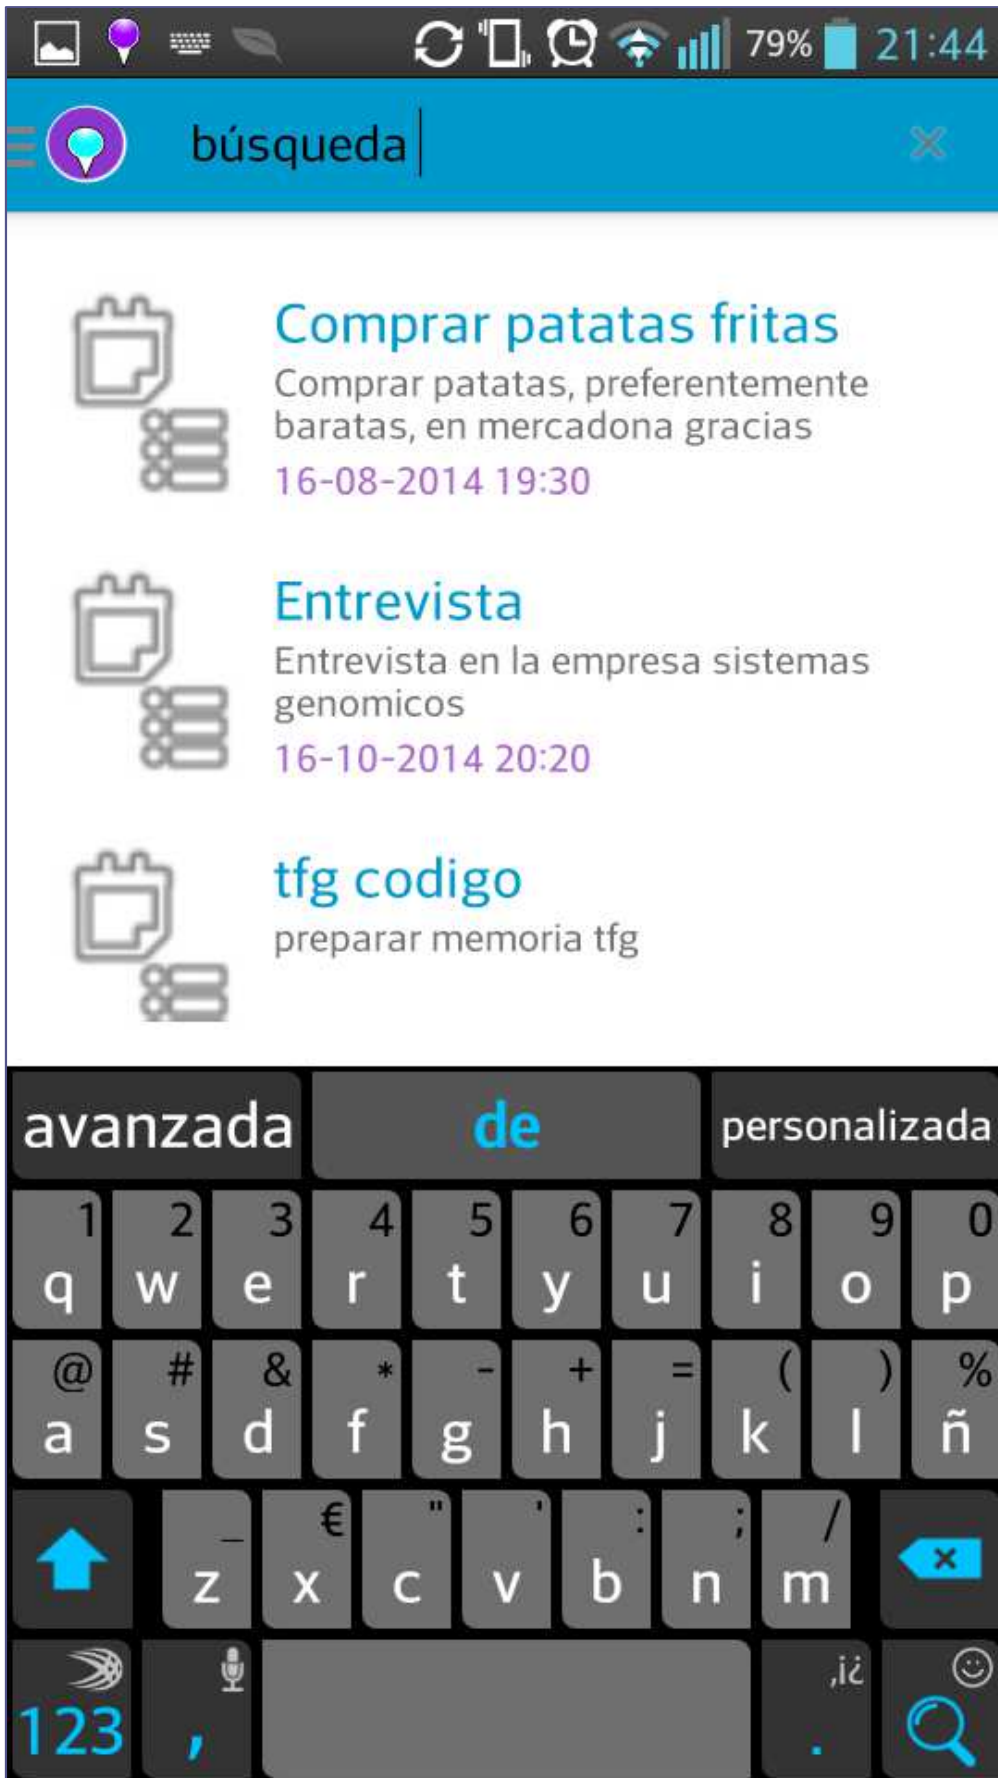 79% 21:44
búsqueda
Comprar patatas fritas
Comprar patatas, preferentemente
baratas, en mercadona gracias
16-08-2014 19:30
Entrevista
Entrevista en la empresa sistemas
genomicos
16-10-2014 20:20
tfg codigo
preparar memoria tfg
avanzada de personalizada
1 2 3 4 5 6 7 8 9 0
q w e r t y u i o p
@ # & * - + = ( ) %
a s d f g h j k l ñ
_ € " ' : ; /
z x c v b n m
,¡¿
123 , .